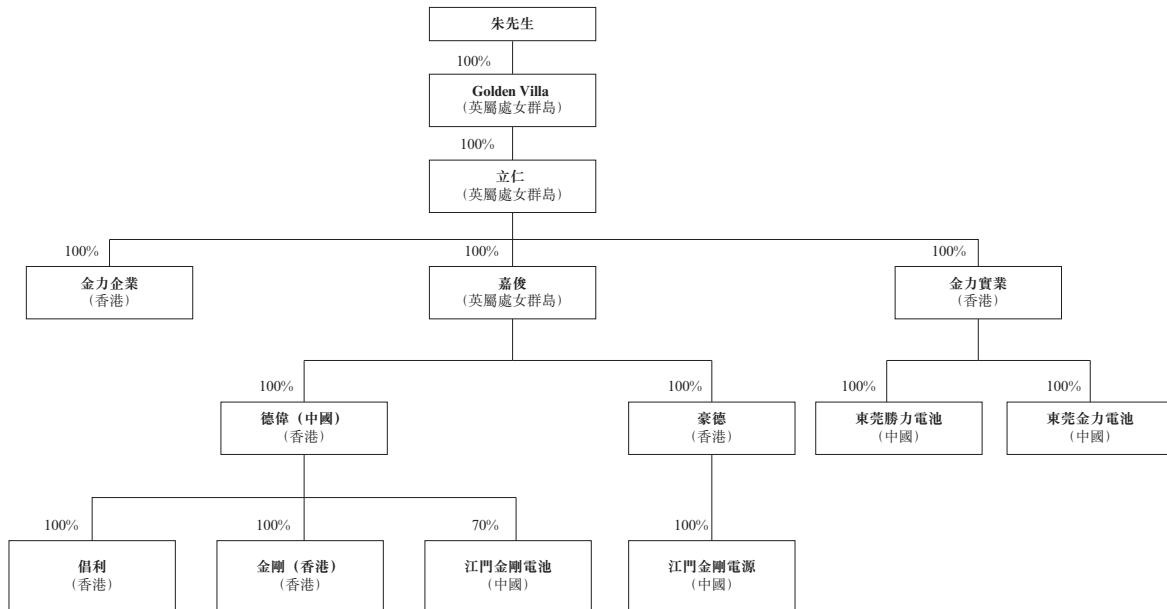 朱先生
100%
Golden Villa
（英屬處女群島）
100%
立仁
（英屬處女群島）
100%
100%
100%
金力企業
（香港）
嘉俊
（英屬處女群島）
金力實業
（香港）
100%
100%
100%
100%
德偉（中國）
（香港）
豪德
（香港）
東莞勝力電池
（中國）
東莞金力電池
（中國）
100%
100%
70%
100%
倡利
（香港）
金剛（香港）
（香港）
江門金剛電池
（中國）
江門金剛電源
（中國）